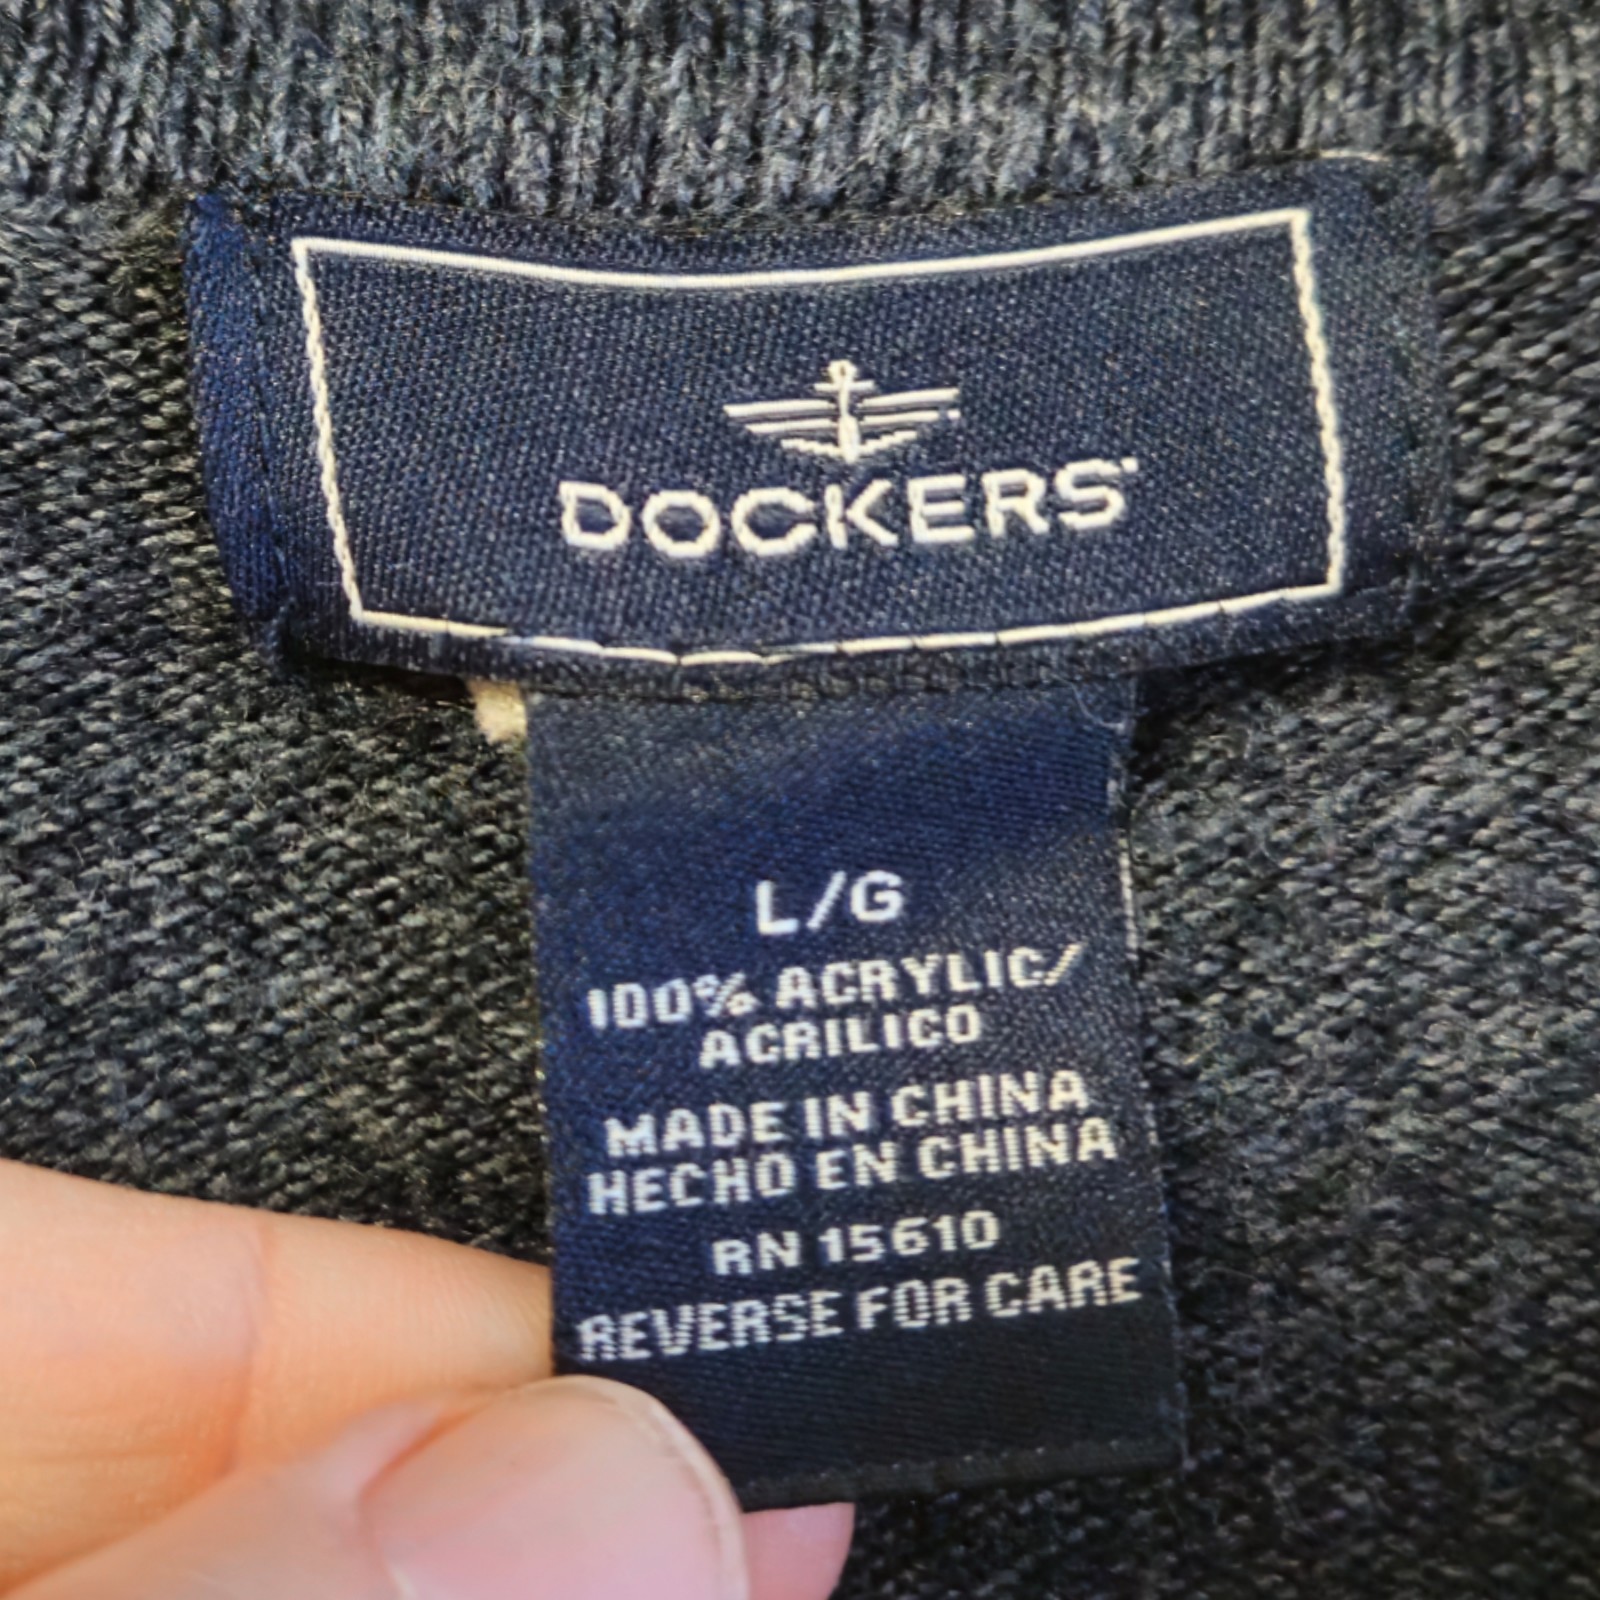 DOCKERS
L/G
100% ACRYLIC/
ACRILICO
MADE IN CHINA
HECHO EN CHINA
RN 15610
REVERSE FOR CARE